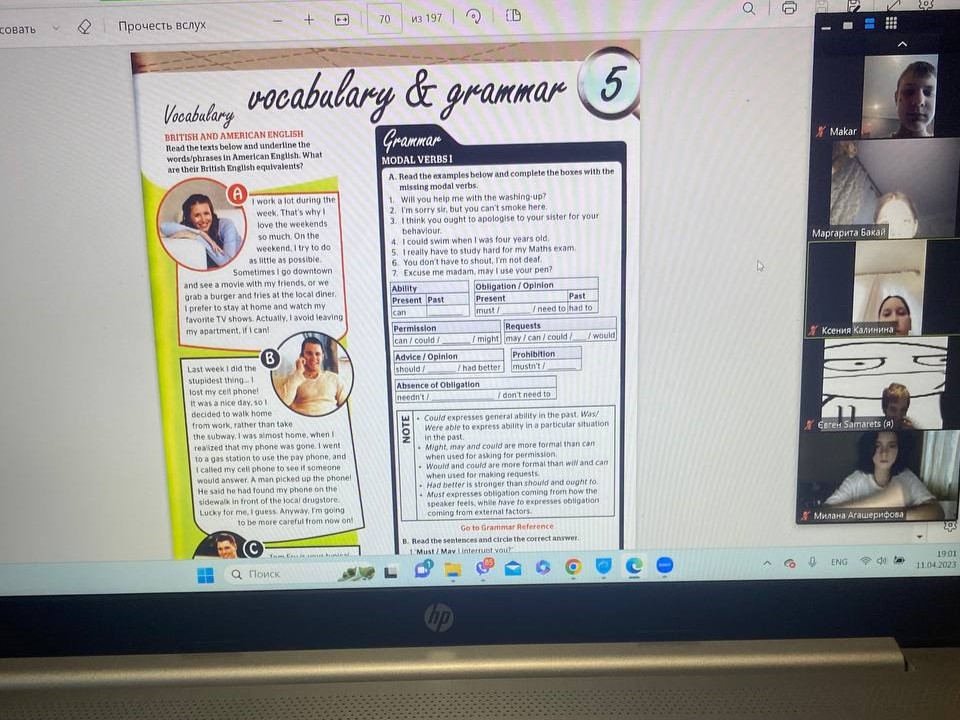 совать
Прочесть вслух
70
из 197
vocabulary & grammar
5
Vocabulary
BRITISH AND AMERICAN ENGLISH
Read the texts below and underline the
words/phrases in American English. What
are their British English equivalents?
A
I work a lot during the
week. That's why I
love the weekends
so much. On the
weekend, I try to do
as little as possible.
Sometimes I go downtown
and see a movie with my friends, or we
grab a burger and fries at the local diner.
I prefer to stay at home and watch my
favorite TV shows. Actually, I avoid leaving
my apartment, if I can!
B
Last week I did the
stupidest thing... I
lost my cell phone!
It was a nice day, so I
decided to walk home
from work, rather than take
the subway. I was almost home, when I
realized that my phone was gone. I went
to a gas station to use the pay phone, and
I called my cell phone to see if someone
would answer. A man picked up the phone!
He said he had found my phone on the
sidewalk in front of the local drugstore.
Lucky for me, I guess. Anyway, I'm going
to be more careful from now on!
C
Grammar
MODAL VERBS I
A. Read the examples below and complete the boxes with the
missing modal verbs.
1. Will you help me with the washing-up?
2. I'm sorry sir, but you can't smoke here.
3. I think you ought to apologise to your sister for your
behaviour.
4. I could swim when I was four years old.
5. I really have to study hard for my Maths exam.
6. You don't have to shout, I'm not deaf.
7. Excuse me madam, may I use your pen?
Ability
Present Past
can ______
Obligation / Opinion
Present Past
must / ______ / need to had to
Permission
can / could / ______ / might
Requests
may / can / could / ___ / would
Advice / Opinion
should / ______ / had better
Prohibition
mustn't / ______
Absence of Obligation
needn't / ______ / don't need to
NOTE
• Could expresses general ability in the past. Was/
Were able to express ability in a particular situation
in the past.
• Might, may and could are more formal than can
when used for asking for permission.
• Would and could are more formal than will and can
when used for making requests.
• Had better is stronger than should and ought to.
• Must expresses obligation coming from how the
speaker feels, while have to expresses obligation
coming from external factors.
Go to Grammar Reference
B. Read the sentences and circle the correct answer.
1. 'Must / May I interrupt you?'
Makar
Маргарита Бакай
Ксения Калинина
Євген Samarets (я)
Милана Агашерифова
Поиск
1
85
ENG
19:01
11.04.2023
hp